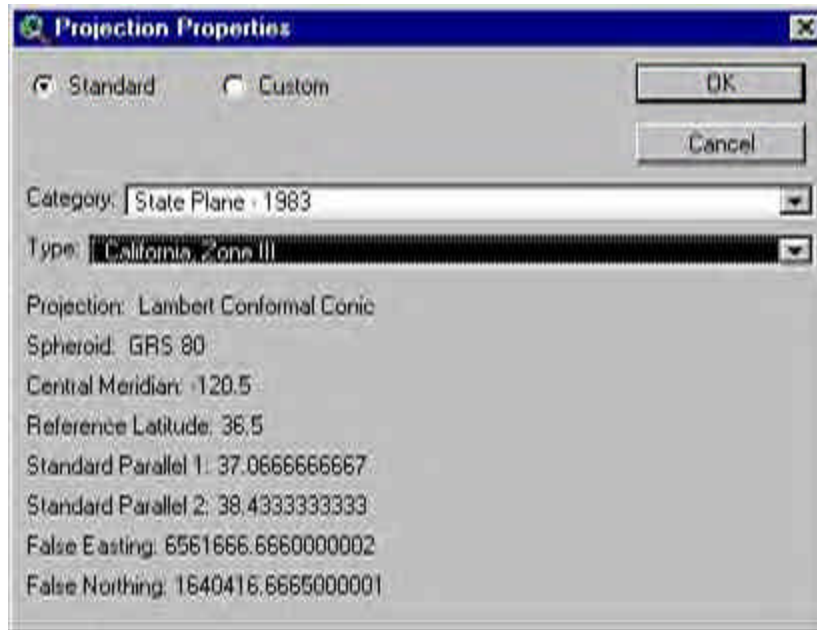 Projection Properties
Standard Custom OK
Cancel
Category: State Plane - 1983
Type: California, Zone III
Projection: Lambert Conformal Conic
Spheroid: GRS 80
Central Meridian: -120.5
Reference Latitude: 36.5
Standard Parallel 1: 37.0666666667
Standard Parallel 2: 38.4333333333
False Easting: 6561666.6660000002
False Northing: 1640416.6665000001